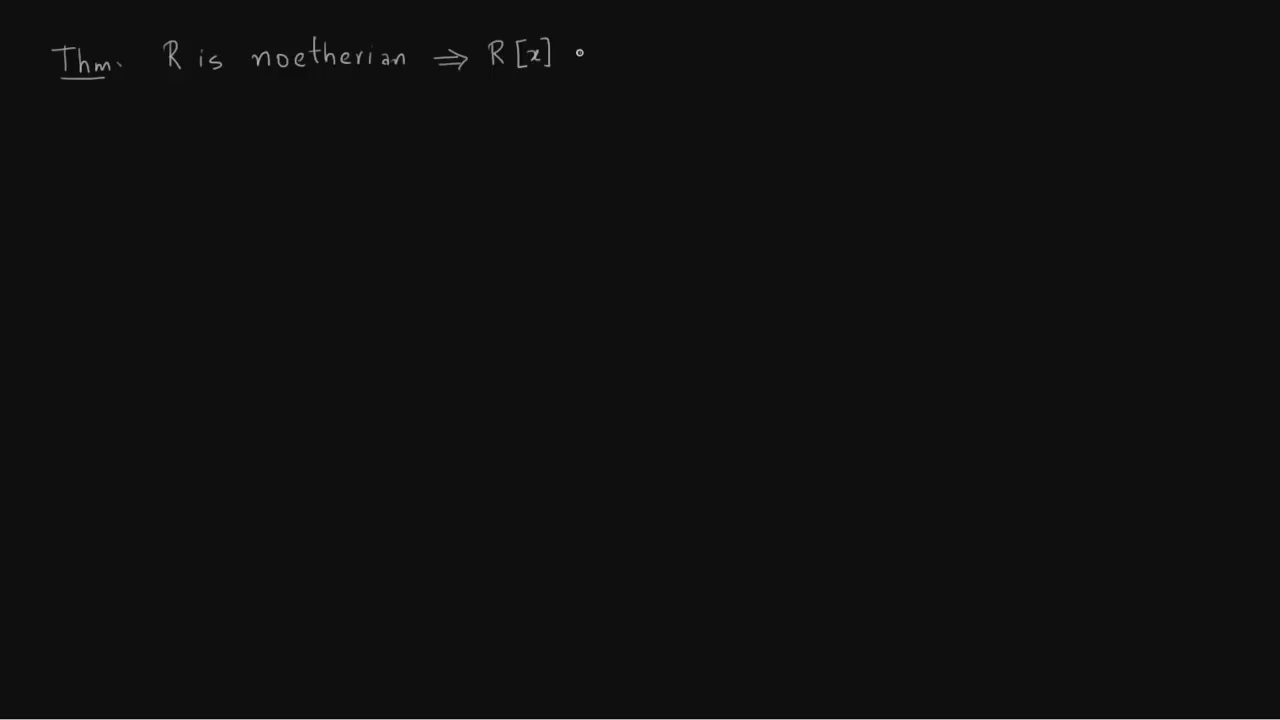 Thm. R is noetherian ⇒ R[x]